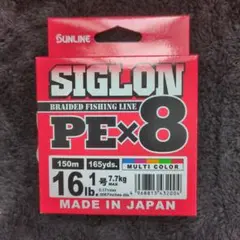 SUNLINE
SIGLON
BRAIDED FISHING LINE
PE×8
150m 165yds. MULTI COLOR
16lb. 1号 7.7kg
MAX
MADE IN JAPAN